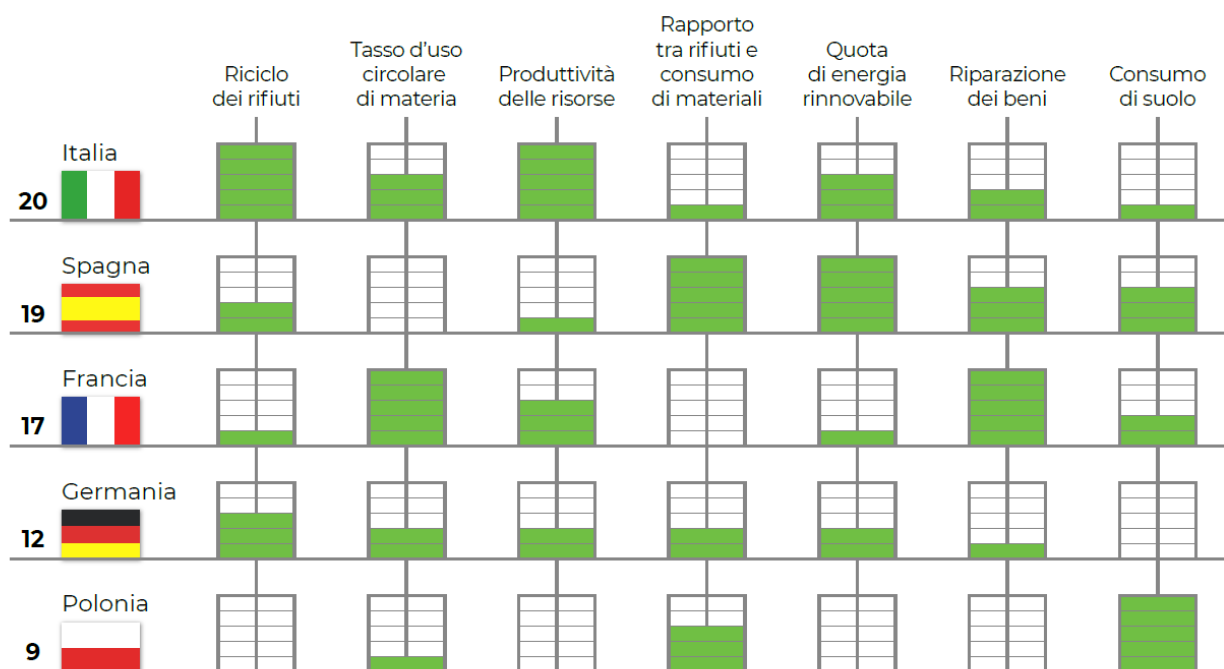 Riciclo
dei rifiuti
Tasso d'uso
circolare
di materia
Produttività
delle risorse
Rapporto
tra rifiuti e
consumo
di materiali
Quota
di energia
rinnovabile
Riparazione
dei beni
Consumo
di suolo
Italia
20
Spagna
19
Francia
17
Germania
12
Polonia
9